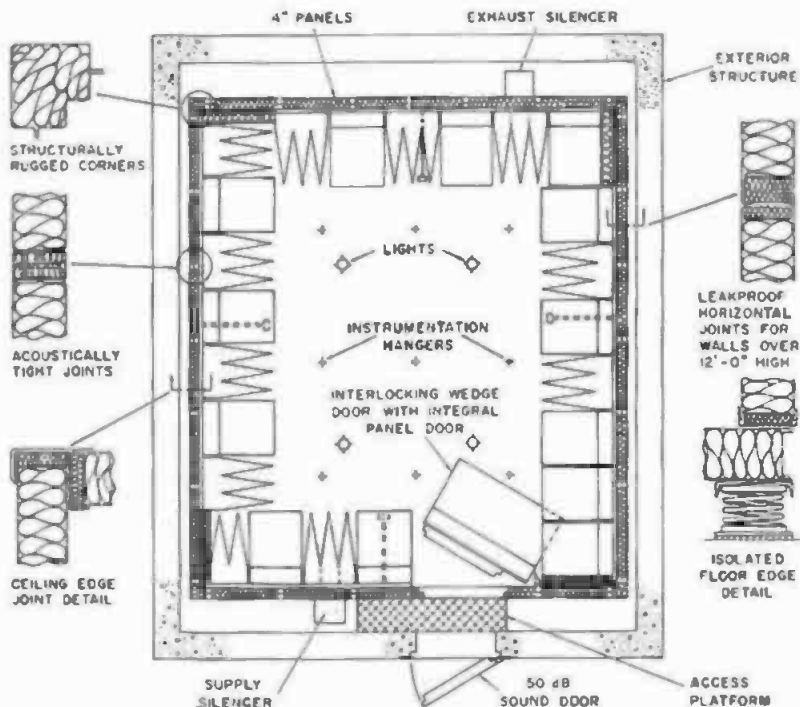 4" PANELS
EXHAUST SILENCER
EXTERIOR
STRUCTURE
STRUCTURALLY
RUGGED CORNERS
LIGHTS
ACOUSTICALLY
TIGHT JOINTS
LEAKPROOF
HORIZONTAL
JOINTS FOR
WALLS OVER
12'-0" HIGH
INSTRUMENTATION
HANGERS
INTERLOCKING WEDGE
DOOR WITH INTEGRAL
PANEL DOOR
CEILING EDGE
JOINT DETAIL
ISOLATED
FLOOR EDGE
DETAIL
SUPPLY
SILENCER
50 dB
SOUND DOOR
ACCESS
PLATFORM